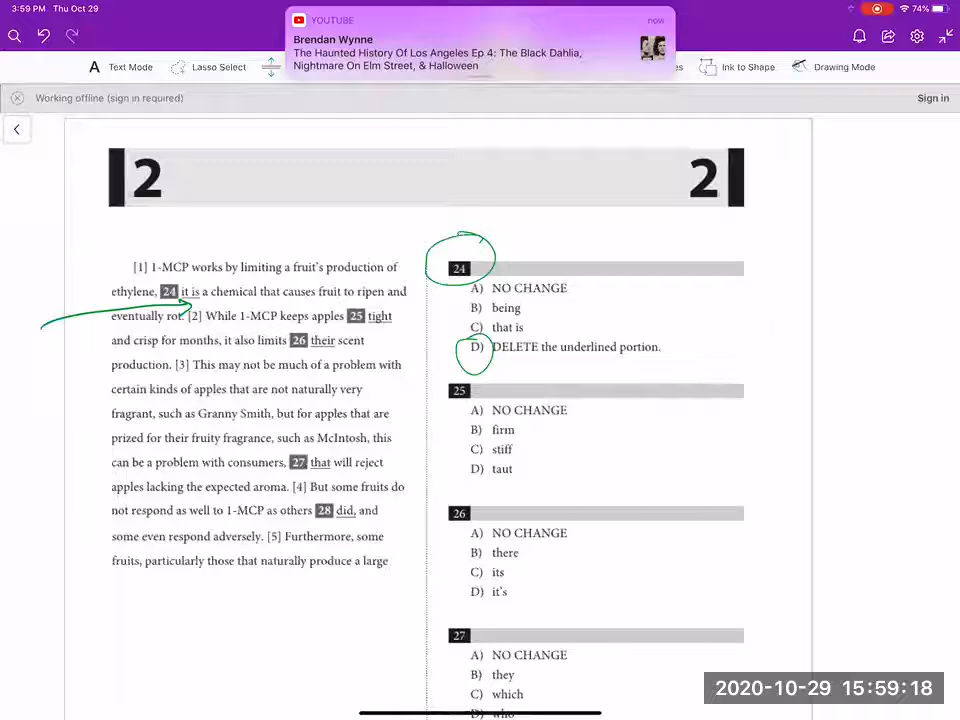 3:59 PM Thu Oct 29
74%
YOUTUBE
now
Brendan Wynne
The Haunted History Of Los Angeles Ep 4: The Black Dahlia,
Nightmare On Elm Street, & Halloween
A Text Mode
Lasso Select
Ink to Shape
Drawing Mode
Working offline (sign in required)
Sign in
2
2
[1] 1-MCP works by limiting a fruit's production of
ethylene, 24 it is a chemical that causes fruit to ripen and
eventually rot. [2] While 1-MCP keeps apples 25 tight
and crisp for months, it also limits 26 their scent
production. [3] This may not be much of a problem with
certain kinds of apples that are not naturally very
fragrant, such as Granny Smith, but for apples that are
prized for their fruity fragrance, such as McIntosh, this
can be a problem with consumers, 27 that will reject
apples lacking the expected aroma. [4] But some fruits do
not respond as well to 1-MCP as others 28 did, and
some even respond adversely. [5] Furthermore, some
fruits, particularly those that naturally produce a large
24
A) NO CHANGE
B) being
C) that is
D) DELETE the underlined portion.
25
A) NO CHANGE
B) firm
C) stiff
D) taut
26
A) NO CHANGE
B) there
C) its
D) it's
27
A) NO CHANGE
B) they
C) which
D) who
2020-10-29 15:59:18